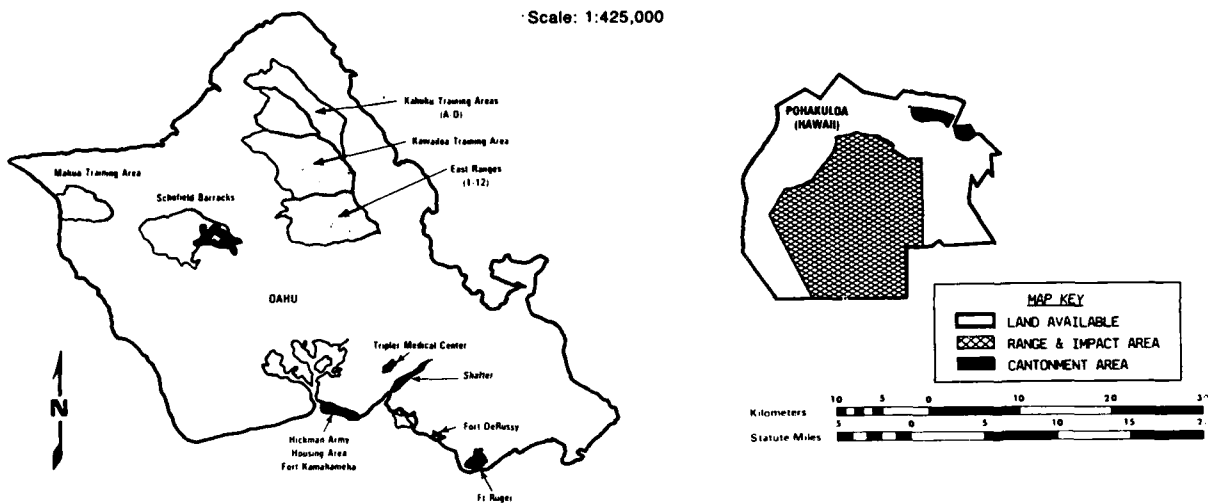 Scale: 1:425,000
Kahuku Training Areas
(A-D)
Kawailoa Training Area
East Ranges
(1-12)
Makua Training Area
Schofield Barracks
OAHU
Tripler Medical Center
Shafter
Fort DeRussy
Hickman Army
Housing Area
Fort Kamahameha
Ft Ruger
N
POHAKULOA
(HAWAII)
MAP KEY
LAND AVAILABLE
RANGE & IMPACT AREA
CANTONMENT AREA
Kilometers 10 5 0 10 20
Statute Miles 5 0 5 10 15